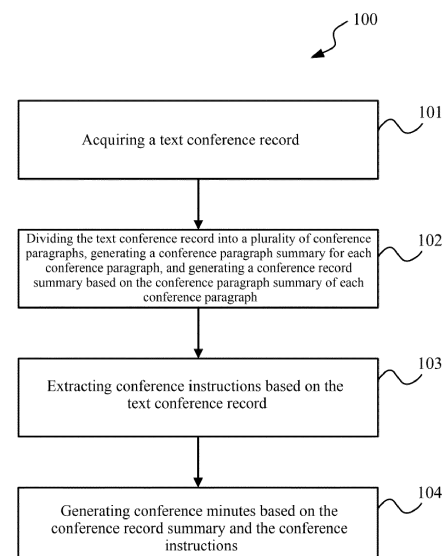 100
101
Acquiring a text conference record
102
Dividing the text conference record into a plurality of conference
paragraphs, generating a conference paragraph summary for each
conference paragraph, and generating a conference record
summary based on the conference paragraph summary of each
conference paragraph
103
Extracting conference instructions based on the
text conference record
104
Generating conference minutes based on the
conference record summary and the conference
instructions